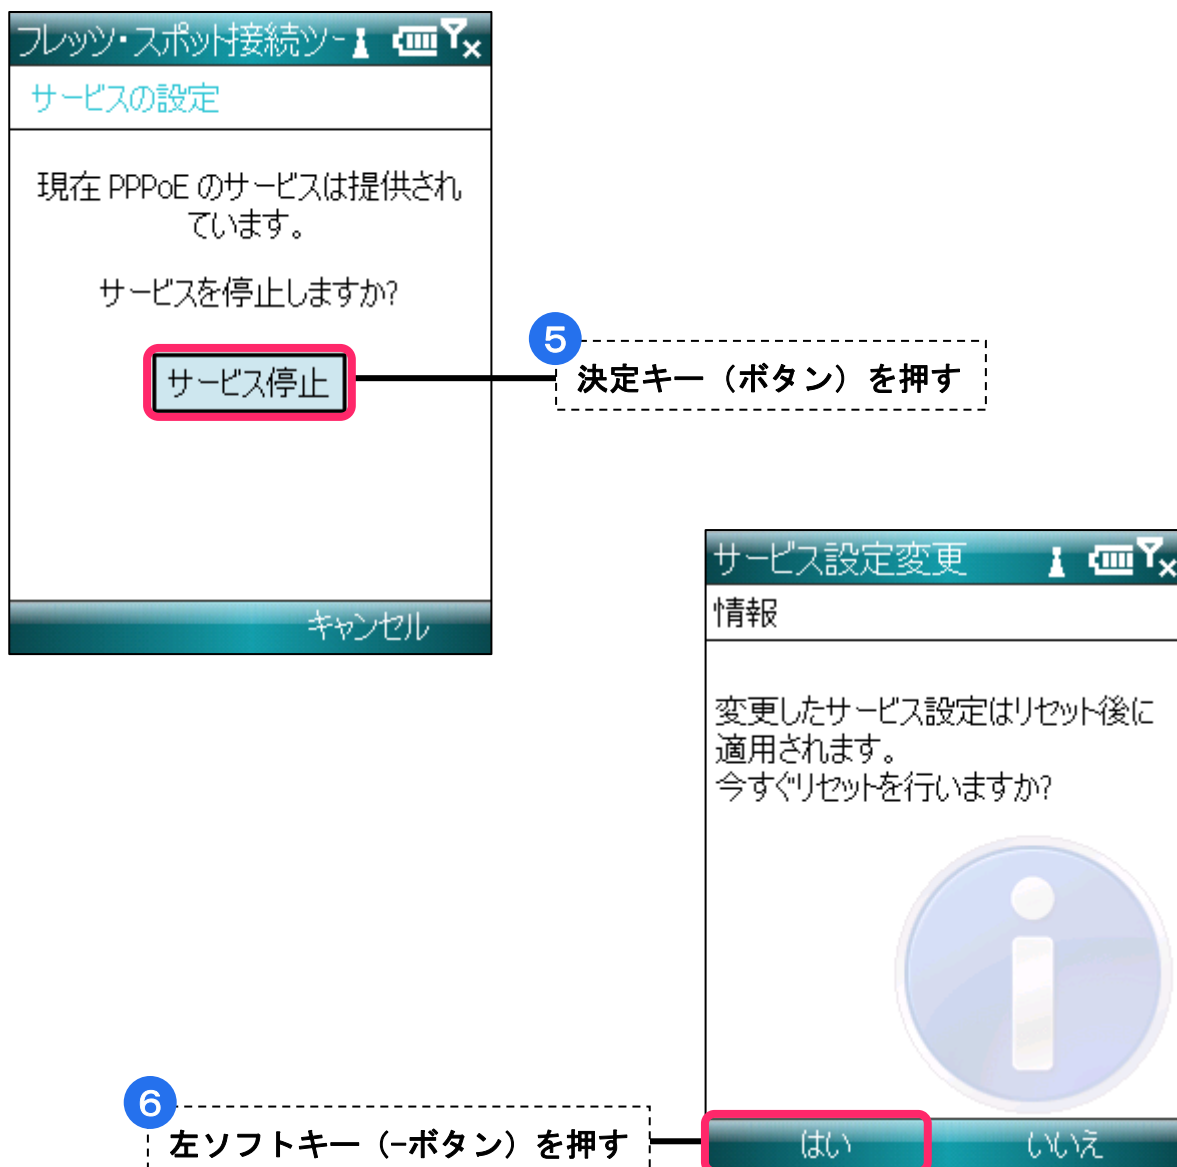 フレッツ・スポット接続ツー
サービスの設定
現在 PPPoE のサービスは提供され
ています。
サービスを停止しますか?
サービス停止
キャンセル
5
決定キー（ボタン）を押す
サービス設定変更
情報
変更したサービス設定はリセット後に
適用されます。
今すぐリセットを行いますか?
はい
いいえ
6
左ソフトキー（-ボタン）を押す